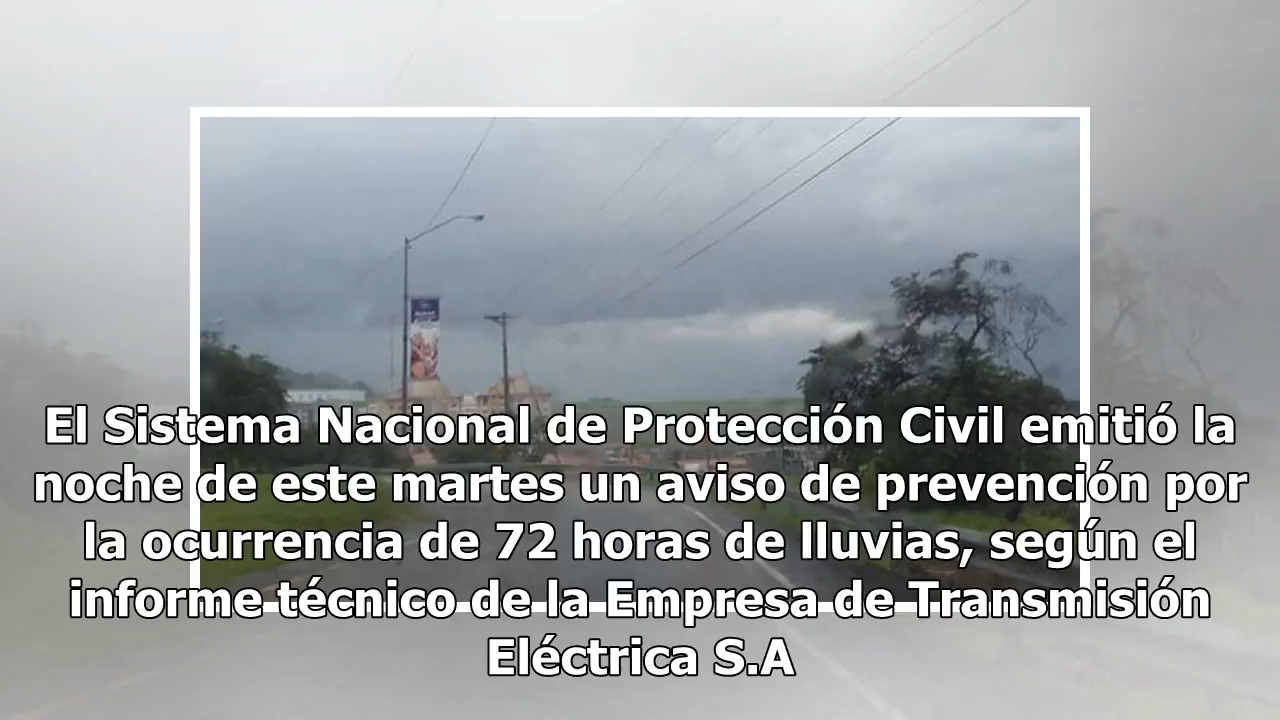 El Sistema Nacional de Protección Civil emitió la
noche de este martes un aviso de prevención por
la ocurrencia de 72 horas de lluvias, según el
informe técnico de la Empresa de Transmisión
Eléctrica S.A